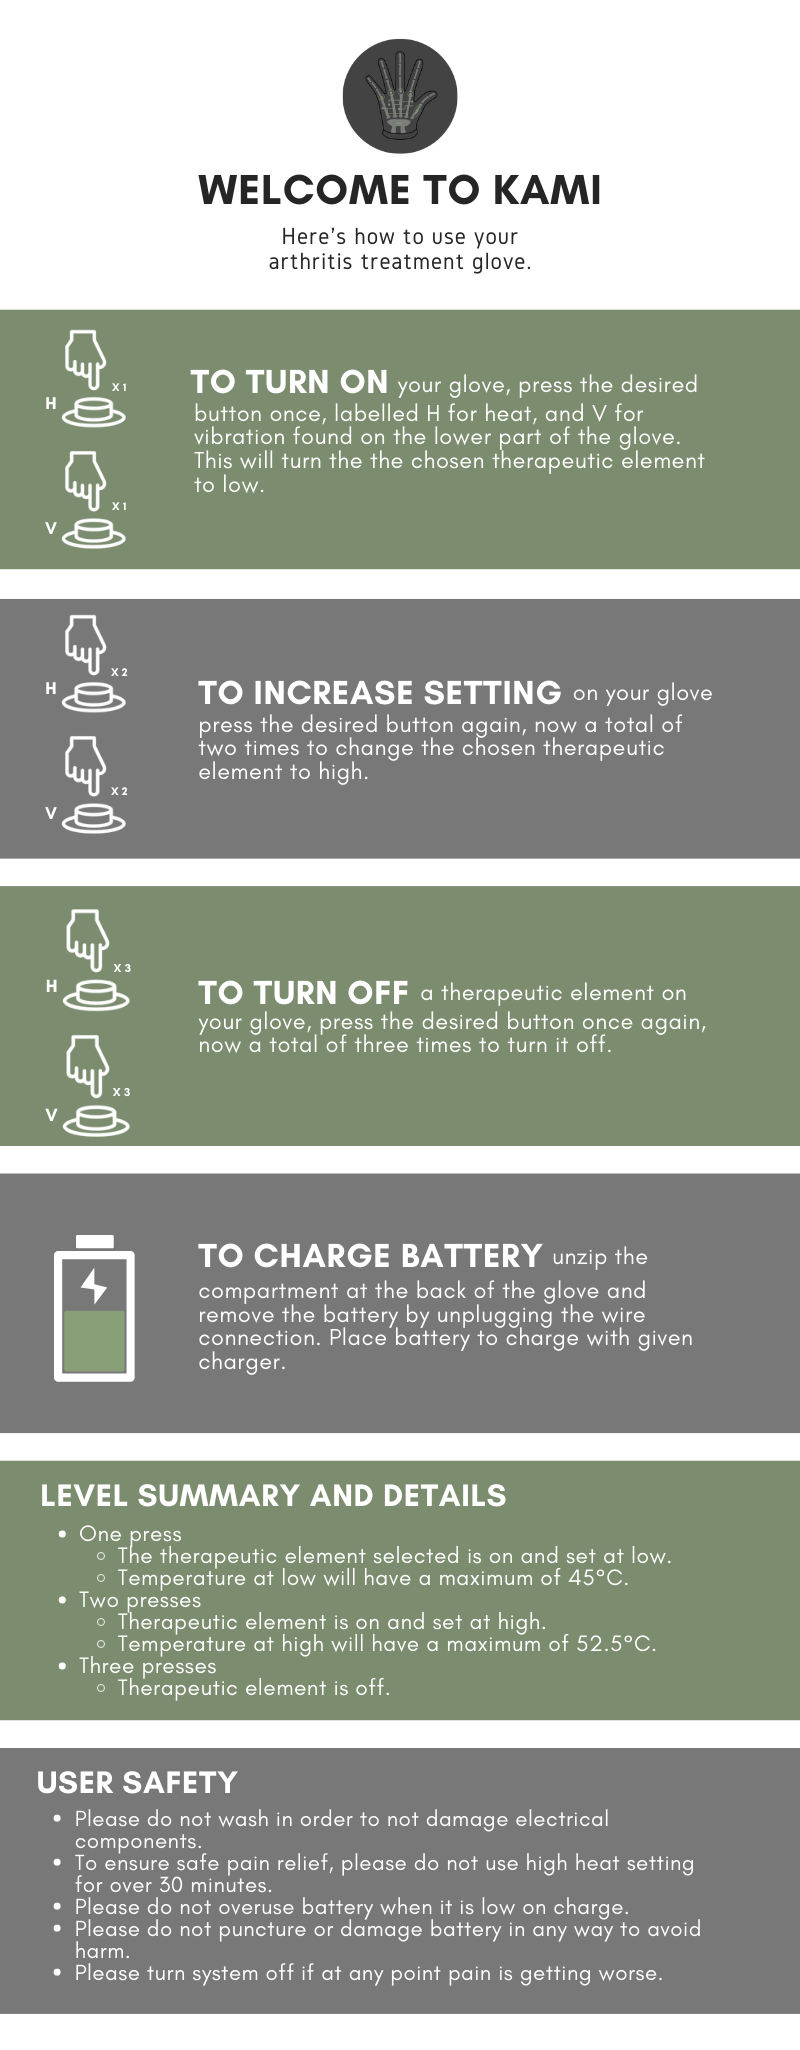 WELCOME TO KAMI
Here's how to use your
arthritis treatment glove.
X1
H
X1
V
TO TURN ON your glove, press the desired
button once, labelled H for heat, and V for
vibration found on the lower part of the glove.
This will turn the the chosen therapeutic element
to low.
X2
H
X2
V
TO INCREASE SETTING on your glove
press the desired button again, now a total of
two times to change the chosen therapeutic
element to high.
X3
H
X3
V
TO TURN OFF a therapeutic element on
your glove, press the desired button once again,
now a total of three times to turn it off.
TO CHARGE BATTERY unzip the
compartment at the back of the glove and
remove the battery by unplugging the wire
connection. Place battery to charge with given
charger.
LEVEL SUMMARY AND DETAILS
• One press
◦ The therapeutic element selected is on and set at low.
◦ Temperature at low will have a maximum of 45°C.
• Two presses
◦ Therapeutic element is on and set at high.
◦ Temperature at high will have a maximum of 52.5°C.
• Three presses
◦ Therapeutic element is off.
USER SAFETY
• Please do not wash in order to not damage electrical
components.
• To ensure safe pain relief, please do not use high heat setting
for over 30 minutes.
• Please do not overuse battery when it is low on charge.
• Please do not puncture or damage battery in any way to avoid
harm.
• Please turn system off if at any point pain is getting worse.